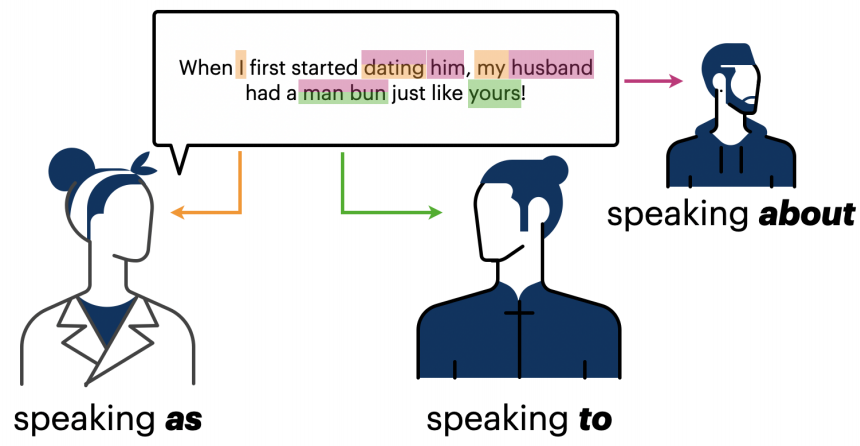 When I first started dating him, my husband
had a man bun just like yours!
speaking about
speaking as
speaking to